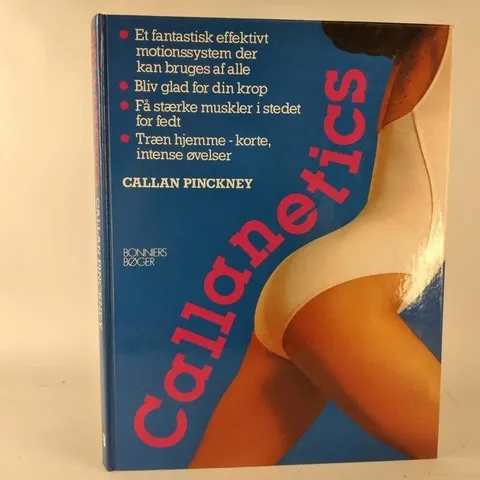 • Et fantastisk effektivt
motionssystem der
kan bruges af alle
• Bliv glad for din krop
• Få stærke muskler i stedet
for fedt
• Træn hjemme - korte,
intense øvelser
CALLAN PINCKNEY
BONNIERS
BØGER
Callanetics
CALLAN PINCKNEY